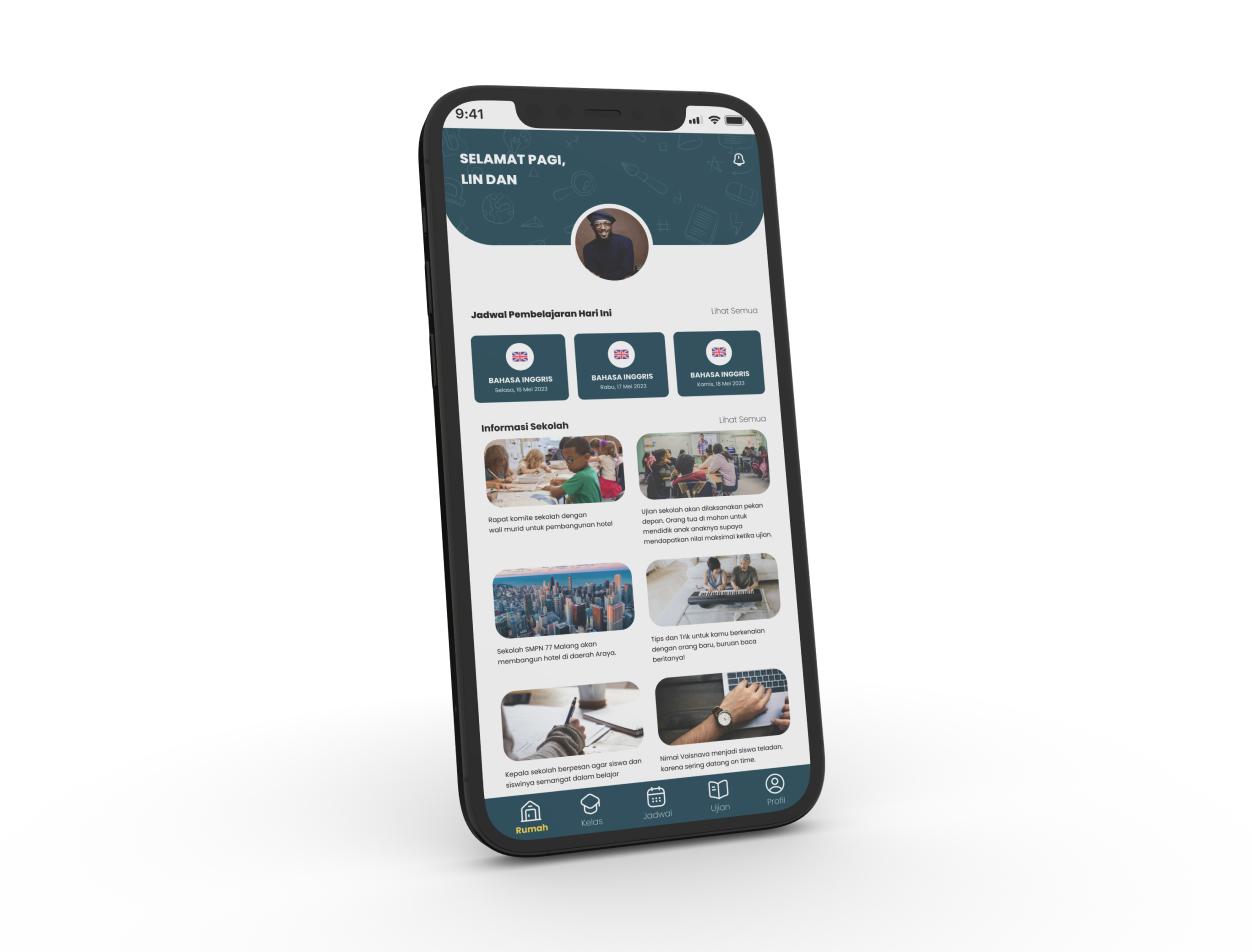 9:41
SELAMAT PAGI,
LIN DAN
Jadwal Pembelajaran Hari Ini
Lihat Semua
BAHASA INGGRIS
Selasa, 16 Mei 2023
BAHASA INGGRIS
Rabu, 17 Mei 2023
BAHASA INGGRIS
Kamis, 18 Mei 2023
Informasi Sekolah
Lihat Semua
Rapat komite sekolah dengan
wali murid untuk pembangunan hotel
Ujian sekolah akan dilaksanakan pekan
depan. Orang tua di mohon untuk
mendidik anak anaknya supaya
mendapatkan nilai maksimal ketika ujian.
Sekolah SMPN 77 Malang akan
membangun hotel di daerah Araya.
Tips dan Trik untuk kamu berkenalan
dengan orang baru, buruan baca
beritanya!
Kepala sekolah berpesan agar siswa dan
siswinya semangat dalam belajar
Nimal Vaisnava menjadi siswa teladan,
karena sering datang on time.
Rumah
Kelas
Jadwal
Ujian
Profil